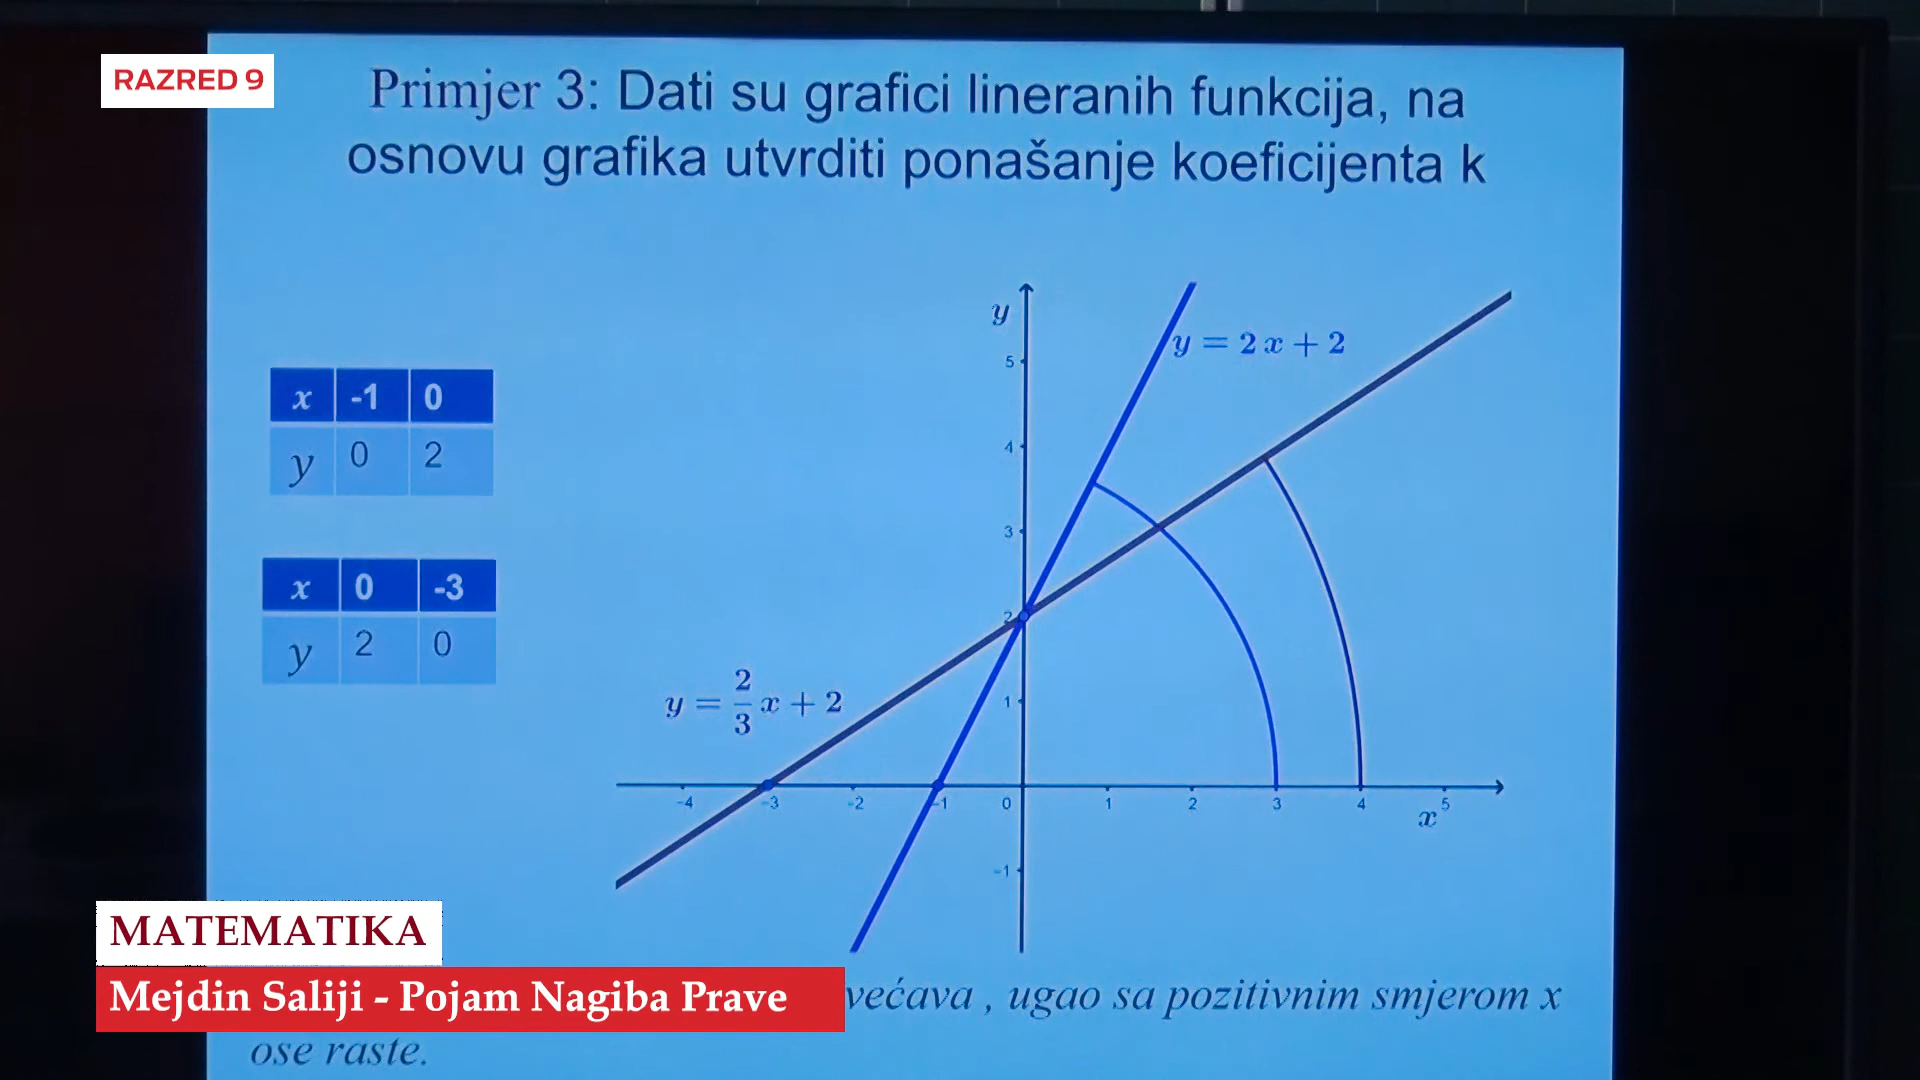 RAZRED 9
Primjer 3: Dati su grafici lineranih funkcija, na
osnovu grafika utvrditi ponašanje koeficijenta k
x -1 0
y 0 2
x 0 -3
y 2 0
y
5
4
3
2
1
-1
y = 2 x + 2
y = 2/3 x + 2
-4 -3 -2 -1 0 1 2 3 4 5
x
MATEMATIKA
Mejdin Saliji - Pojam Nagiba Prave
većava , ugao sa pozitivnim smjerom x
ose raste.